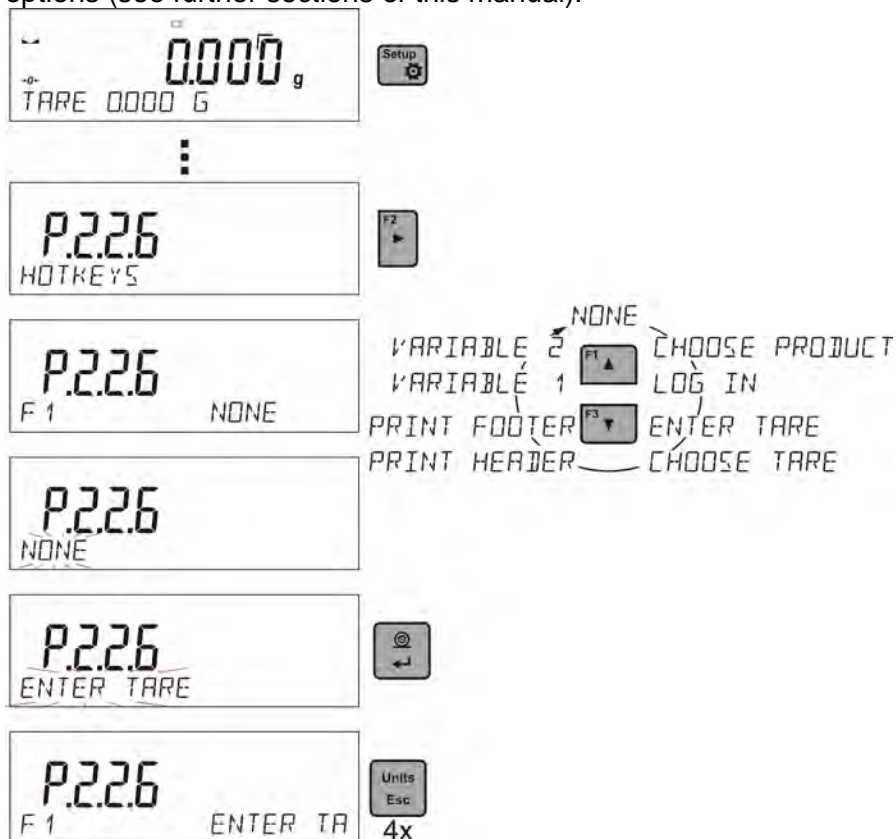 options (see further sections of this manual).
0.000 g
-0-
TARE 0.000 G
Setup
P.2.2.6
HOTKEYS
F2
P.2.2.6
F1 NONE
NONE
VARIABLE 2 CHOOSE PRODUCT
F1
VARIABLE 1 LOG IN
PRINT FOOTER F3 ENTER TARE
PRINT HEADER CHOOSE TARE
P.2.2.6
NONE
P.2.2.6
ENTER TARE
P.2.2.6
F1 ENTER TA
Units
Esc
4x